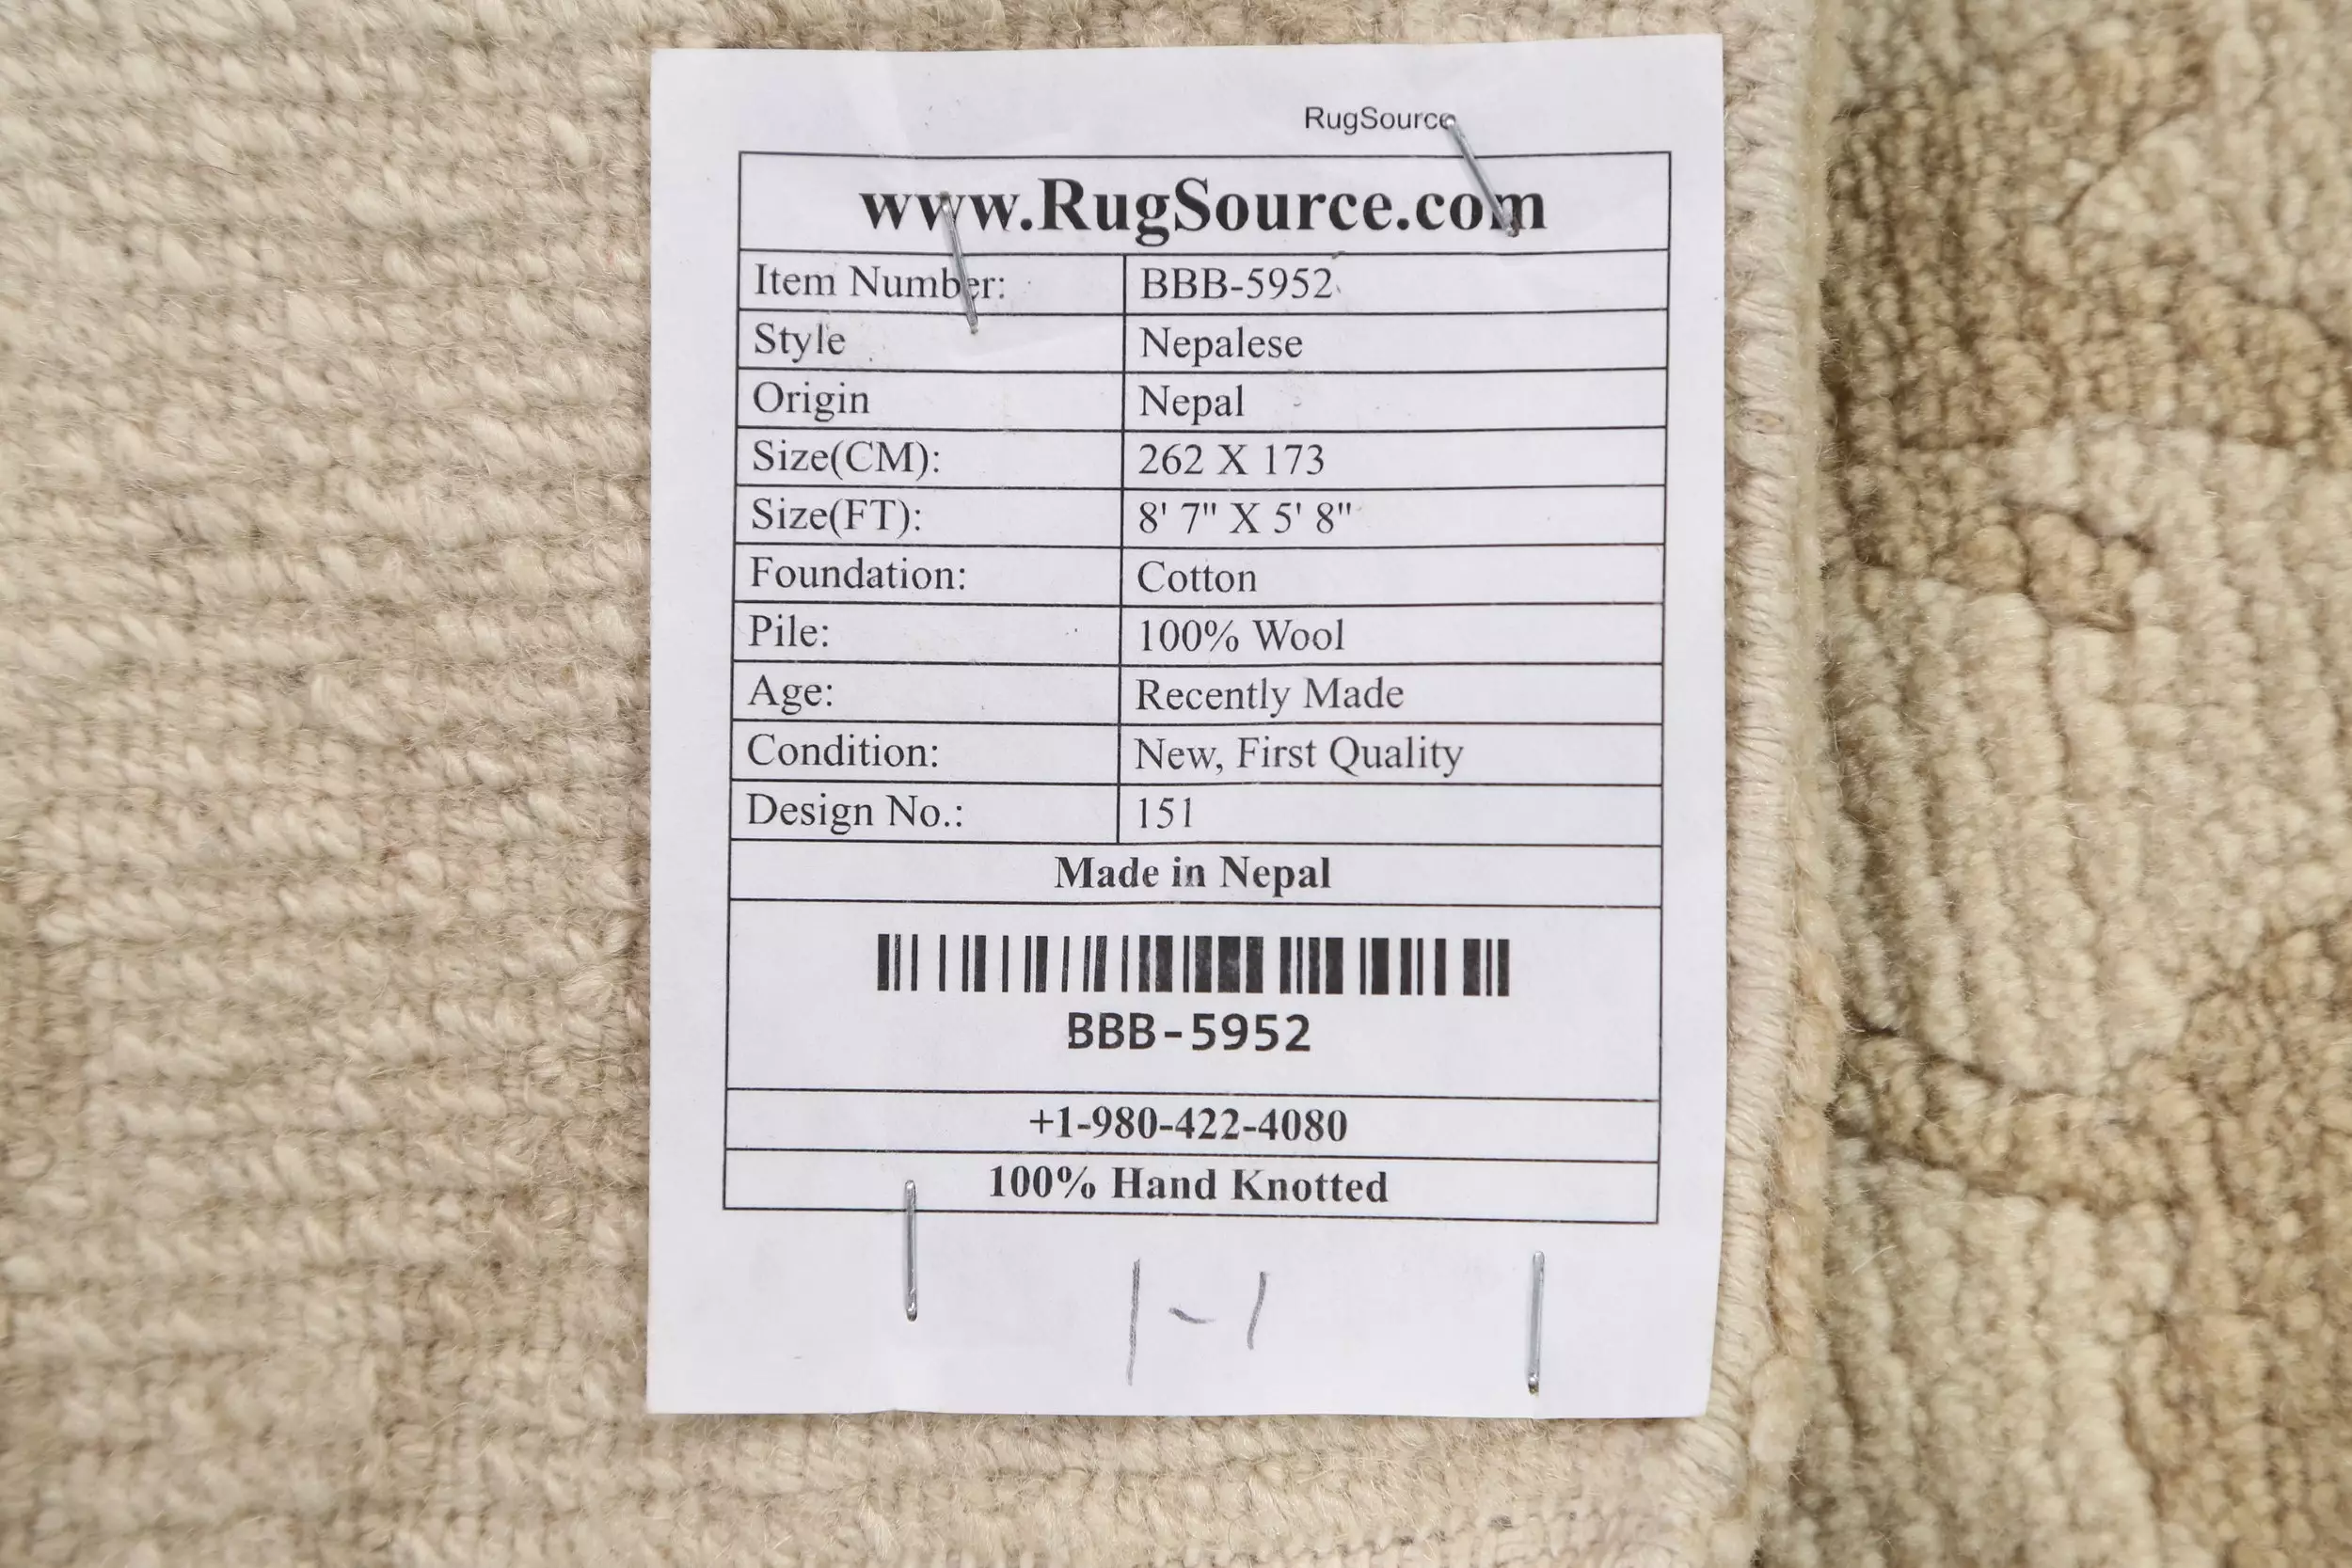 RugSource
www.RugSource.com
Item Number: BBB-5952
Style Nepalese
Origin Nepal
Size(CM): 262 X 173
Size(FT): 8' 7" X 5' 8"
Foundation: Cotton
Pile: 100% Wool
Age: Recently Made
Condition: New, First Quality
Design No.: 151
Made in Nepal
BBB-5952
+1-980-422-4080
100% Hand Knotted
1-1